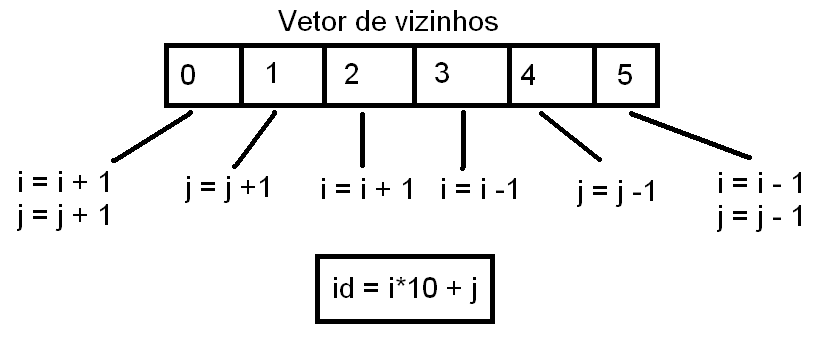 Vetor de vizinhos
0 1 2 3 4 5
i = i + 1
j = j + 1
j = j +1
i = i + 1
i = i -1
j = j -1
i = i - 1
j = j - 1
id = i*10 + j